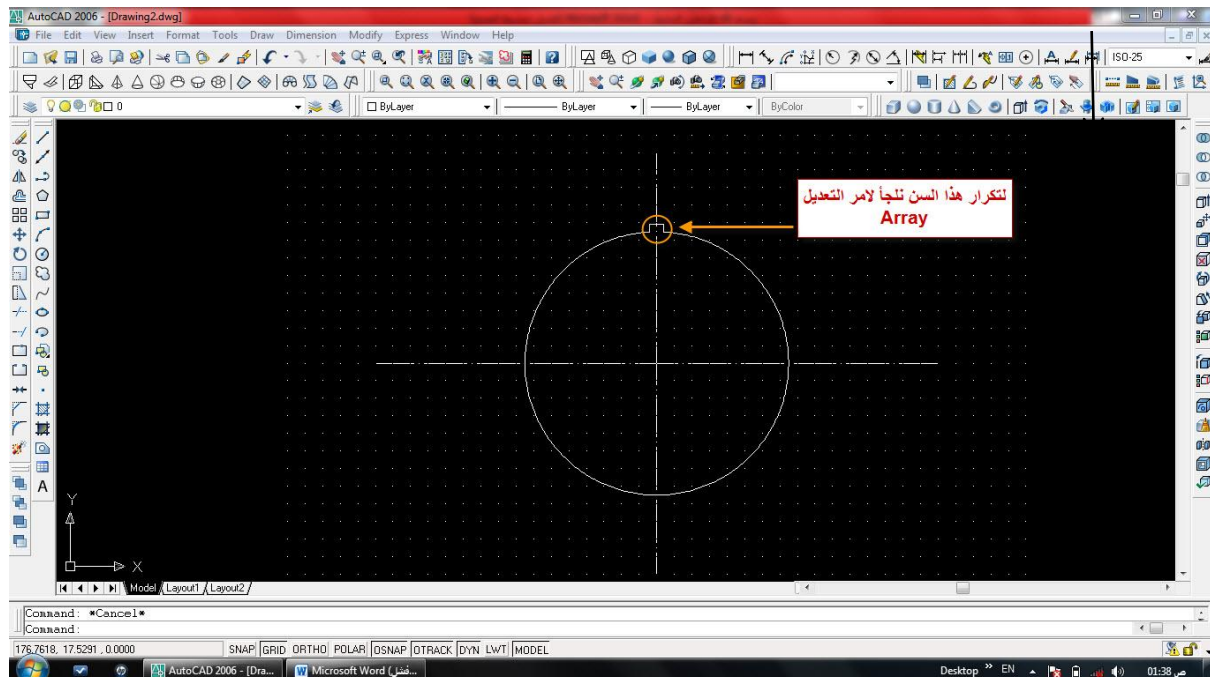 AutoCAD 2006 - [Drawing2.dwg]
File Edit View Insert Format Tools Draw Dimension Modify Express Window Help
ISO-25
0 ByLayer ByLayer ByLayer ByColor
لتكرار هذا السن نلجأ لامر التعديل
Array
A
Y
X
Model Layout1 Layout2
Command: *Cancel*
Command:
176.7618, 17.5291 , 0.0000 SNAP GRID ORTHO POLAR OSNAP OTRACK DYN LWT MODEL
AutoCAD 2006 - [Dra... Microsoft Word (فشل... Desktop » EN 01:38 ص